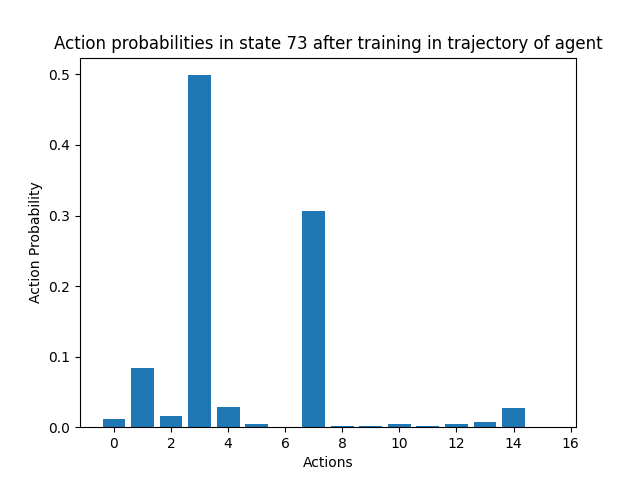 Action probabilities in state 73 after training in trajectory of agent
0.5
0.4
0.3
0.2
0.1
0.0
Action Probability
0 2 4 6 8 10 12 14 16
Actions